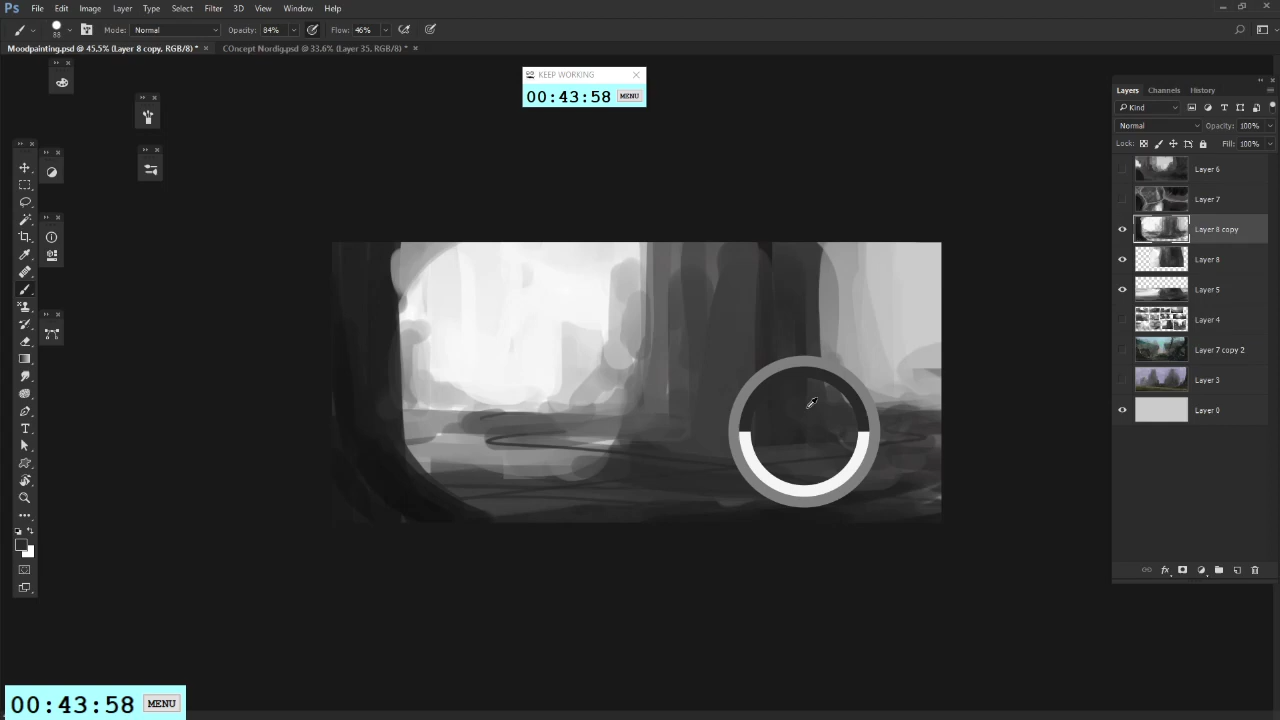 Ps File Edit Image Layer Type Select Filter 3D View Window Help
88 Mode: Normal Opacity: 84% Flow: 46%
Moodpainting.psd @ 45.5% (Layer 8 copy, RGB/8) * × COncept Nordig.psd @ 33.6% (Layer 35, RGB/8) * ×
KEEP WORKING
00:43:58 MENU
Layers Channels History
Kind
Normal Opacity: 100%
Lock: Fill: 100%
Layer 6
Layer 7
Layer 8 copy
Layer 8
Layer 5
Layer 4
Layer 7 copy 2
Layer 3
Layer 0
fx
00:43:58 MENU